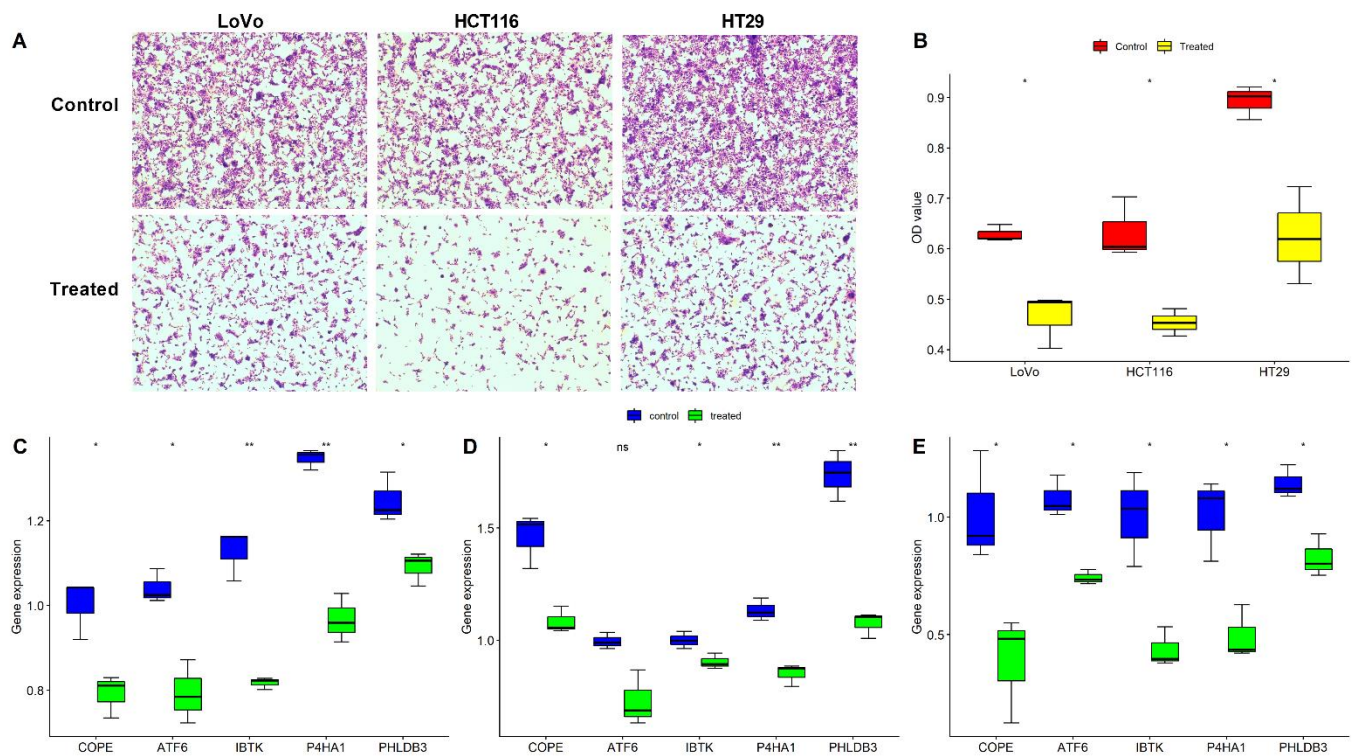 A
LoVo
HCT116
HT29
Control
Treated
B
Control
Treated
* * *
OD value
0.9
0.8
0.7
0.6
0.5
0.4
LoVo HCT116 HT29
control treated
C
* * ** ** *
Gene expression
1.2
1.0
0.8
COPE ATF6 IBTK P4HA1 PHLDB3
D
* ns * ** **
Gene expression
1.5
1.0
COPE ATF6 IBTK P4HA1 PHLDB3
E
* * * * *
Gene expression
1.0
0.5
COPE ATF6 IBTK P4HA1 PHLDB3